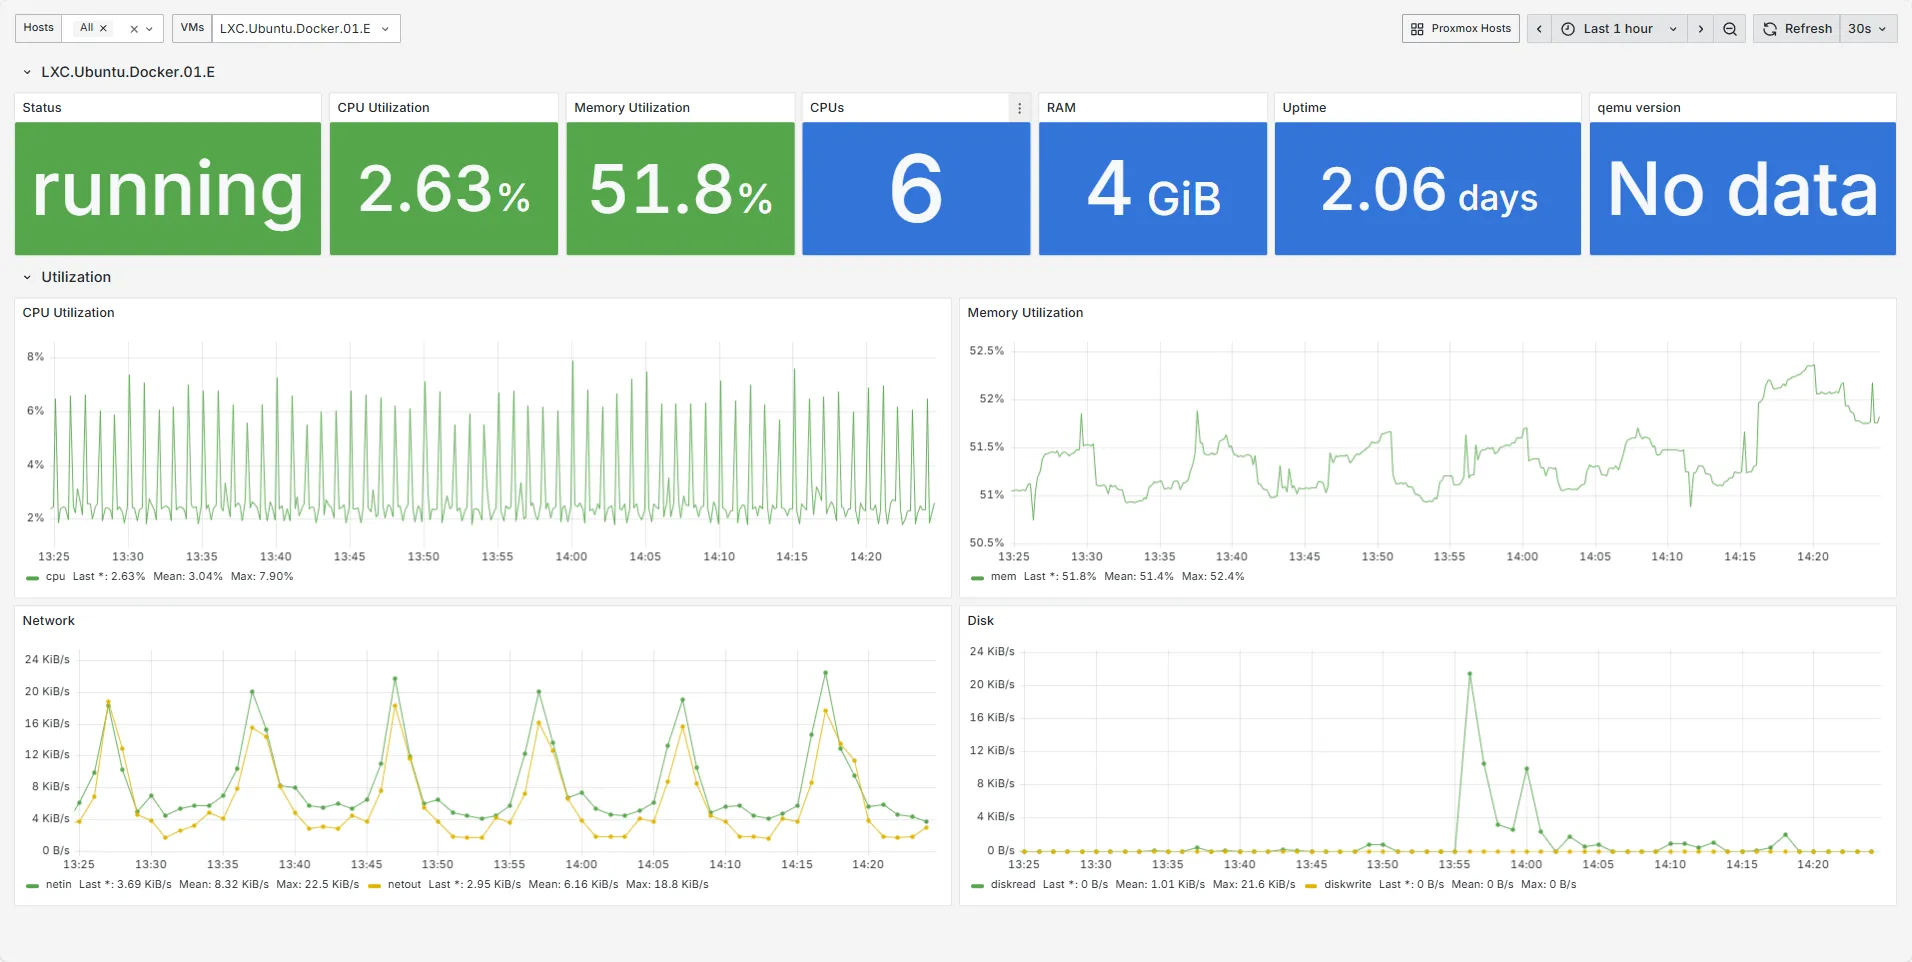 Hosts All VMs LXC.Ubuntu.Docker.01.E Proxmox Hosts Last 1 hour Refresh 30s
LXC.Ubuntu.Docker.01.E
Status CPU Utilization Memory Utilization CPUs RAM Uptime qemu version
running 2.63% 51.8% 6 4 GiB 2.06 days No data
Utilization
CPU Utilization
8%
6%
4%
2%
13:25 13:30 13:35 13:40 13:45 13:50 13:55 14:00 14:05 14:10 14:15 14:20
cpu Last *: 2.63% Mean: 3.04% Max: 7.90%
Memory Utilization
52.5%
52%
51.5%
51%
50.5%
13:25 13:30 13:35 13:40 13:45 13:50 13:55 14:00 14:05 14:10 14:15 14:20
mem Last *: 51.8% Mean: 51.4% Max: 52.4%
Network
24 KiB/s
20 KiB/s
16 KiB/s
12 KiB/s
8 KiB/s
4 KiB/s
0 B/s
13:25 13:30 13:35 13:40 13:45 13:50 13:55 14:00 14:05 14:10 14:15 14:20
netin Last *: 3.69 KiB/s Mean: 8.32 KiB/s Max: 22.5 KiB/s netout Last *: 2.95 KiB/s Mean: 6.16 KiB/s Max: 18.8 KiB/s
Disk
24 KiB/s
20 KiB/s
16 KiB/s
12 KiB/s
8 KiB/s
4 KiB/s
0 B/s
13:25 13:30 13:35 13:40 13:45 13:50 13:55 14:00 14:05 14:10 14:15 14:20
diskread Last *: 0 B/s Mean: 1.01 KiB/s Max: 21.6 KiB/s diskwrite Last *: 0 B/s Mean: 0 B/s Max: 0 B/s